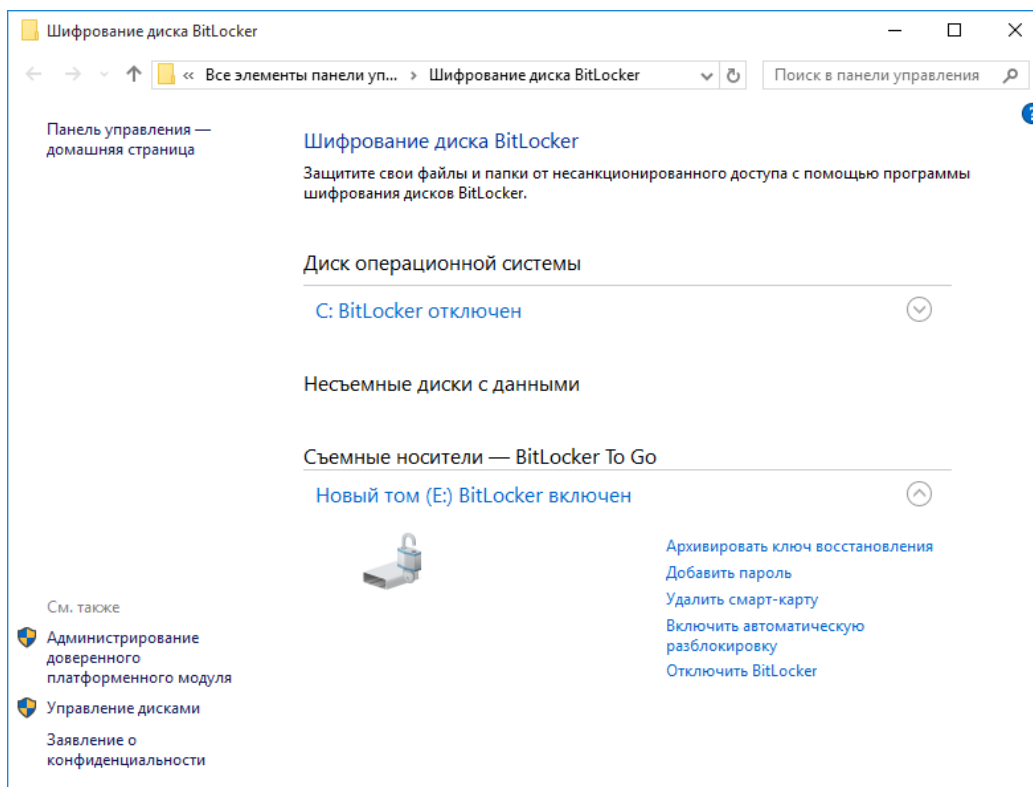 Шифрование диска BitLocker
« Все элементы панели уп... › Шифрование диска BitLocker
Поиск в панели управления
?
Панель управления —
домашняя страница
Шифрование диска BitLocker
Защитите свои файлы и папки от несанкционированного доступа с помощью программы
шифрования дисков BitLocker.
Диск операционной системы
C: BitLocker отключен
Несъемные диски с данными
Съемные носители — BitLocker To Go
Новый том (E:) BitLocker включен
Архивировать ключ восстановления
Добавить пароль
Удалить смарт-карту
Включить автоматическую
разблокировку
Отключить BitLocker
См. также
Администрирование
доверенного
платформенного модуля
Управление дисками
Заявление о
конфиденциальности